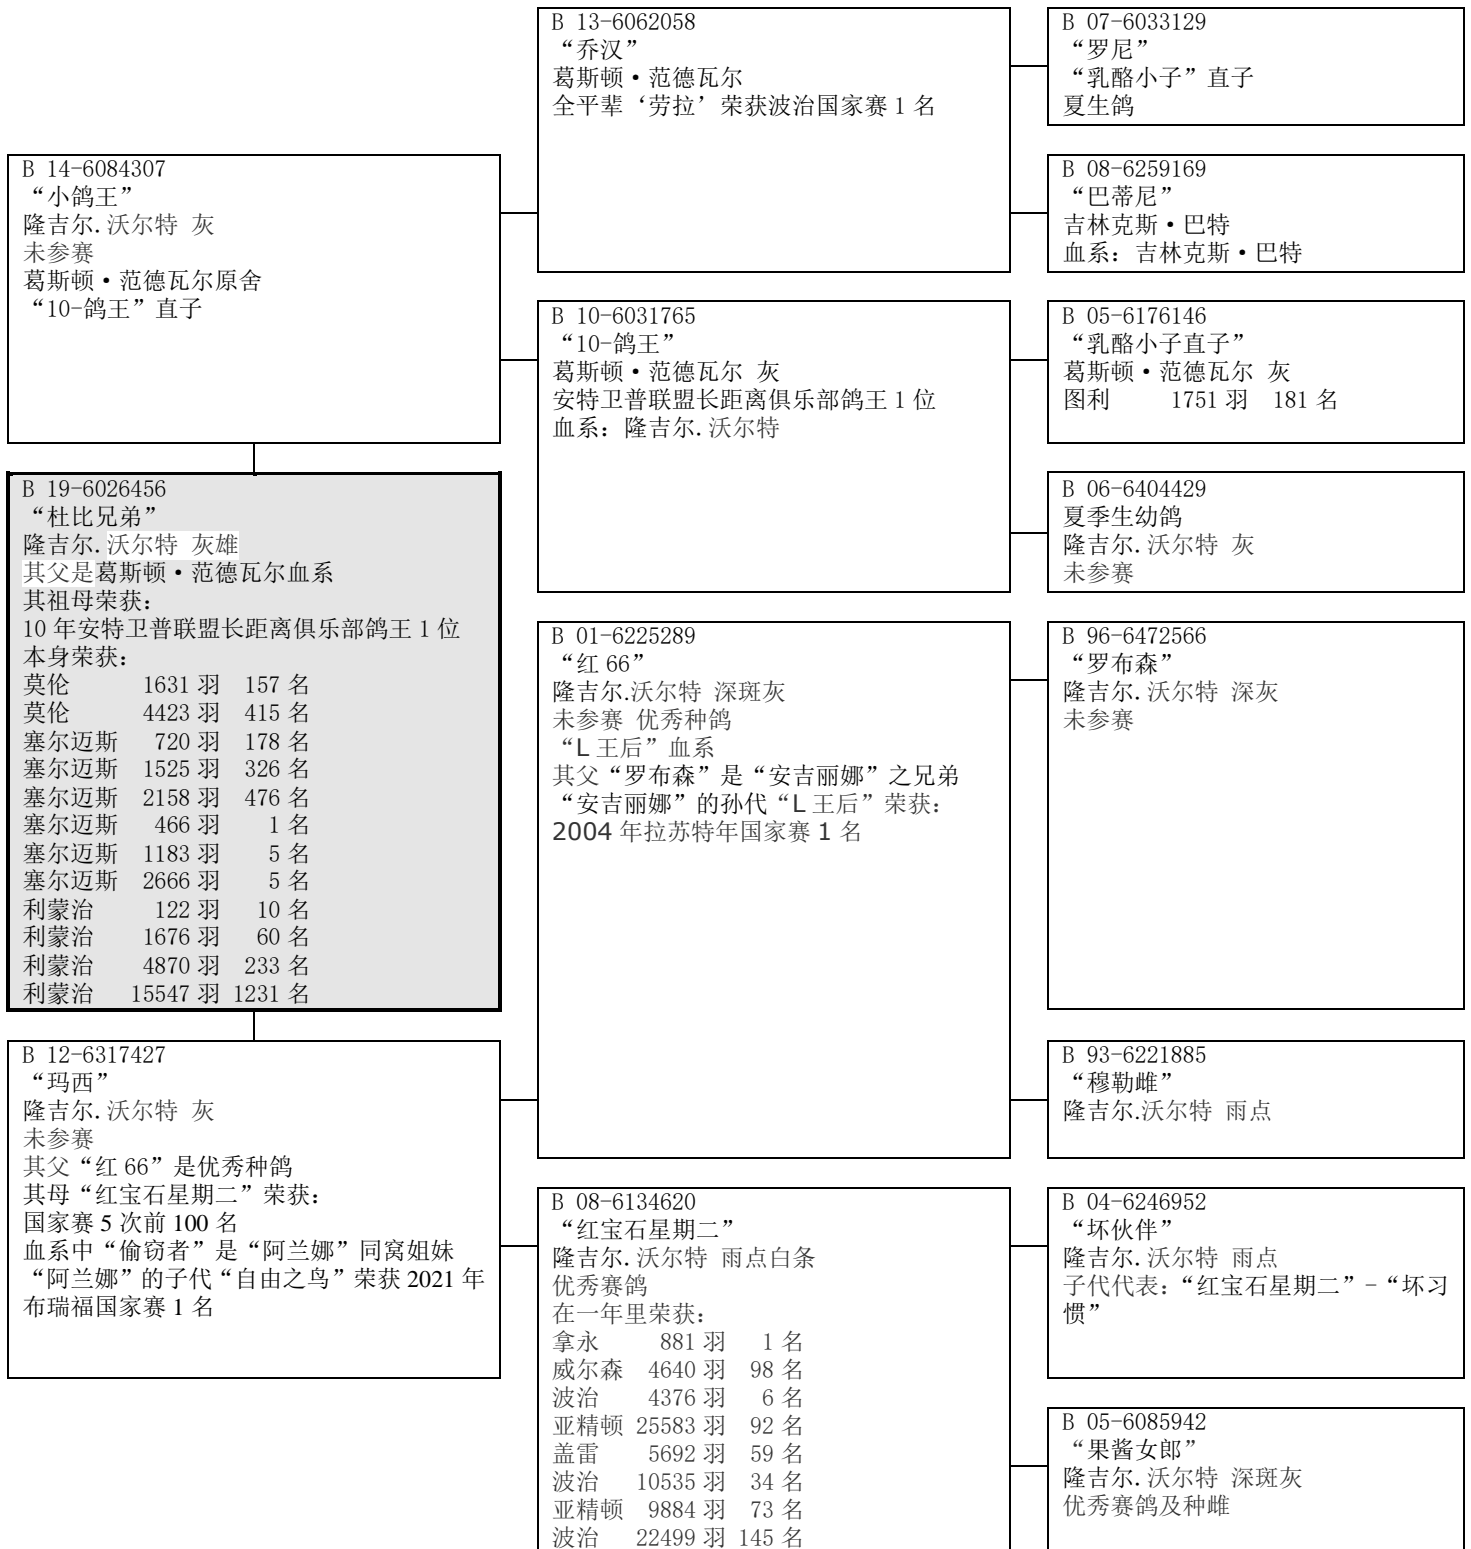 B 14-6084307
“小鸽王”
隆吉尔.沃尔特 灰
未参赛
葛斯顿·范德瓦尔原舍
“10-鸽王”直子
B 19-6026456
“杜比兄弟”
隆吉尔.沃尔特 灰雄
其父是葛斯顿·范德瓦尔血系
其祖母荣获：
10 年安特卫普联盟长距离俱乐部鸽王 1 位
本身荣获：
莫伦 1631 羽 157 名
莫伦 4423 羽 415 名
塞尔迈斯 720 羽 178 名
塞尔迈斯 1525 羽 326 名
塞尔迈斯 2158 羽 476 名
塞尔迈斯 466 羽 1 名
塞尔迈斯 1183 羽 5 名
塞尔迈斯 2666 羽 5 名
利蒙治 122 羽 10 名
利蒙治 1676 羽 60 名
利蒙治 4870 羽 233 名
利蒙治 15547 羽 1231 名
B 12-6317427
“玛西”
隆吉尔.沃尔特 灰
未参赛
其父“红 66”是优秀种鸽
其母“红宝石星期二”荣获：
国家赛 5 次前 100 名
血系中“偷窃者”是“阿兰娜”同窝姐妹
“阿兰娜”的子代“自由之鸟”荣获 2021 年
布瑞福国家赛 1 名
B 13-6062058
“乔汉”
葛斯顿·范德瓦尔
全平辈‘劳拉’荣获波治国家赛 1 名
B 10-6031765
“10-鸽王”
葛斯顿·范德瓦尔 灰
安特卫普联盟长距离俱乐部鸽王 1 位
血系：隆吉尔.沃尔特
B 01-6225289
“红 66”
隆吉尔.沃尔特 深斑灰
未参赛 优秀种鸽
“L 王后”血系
其父“罗布森”是“安吉丽娜”之兄弟
“安吉丽娜”的孙代“L 王后”荣获：
2004 年拉苏特年国家赛 1 名
B 08-6134620
“红宝石星期二”
隆吉尔.沃尔特 雨点白条
优秀赛鸽
在一年里荣获：
拿永 881 羽 1 名
威尔森 4640 羽 98 名
波治 4376 羽 6 名
亚精顿 25583 羽 92 名
盖雷 5692 羽 59 名
波治 10535 羽 34 名
亚精顿 9884 羽 73 名
波治 22499 羽 145 名
B 07-6033129
“罗尼”
“乳酪小子”直子
夏生鸽
B 08-6259169
“巴蒂尼”
吉林克斯·巴特
血系：吉林克斯·巴特
B 05-6176146
“乳酪小子直子”
葛斯顿·范德瓦尔 灰
图利 1751 羽 181 名
B 06-6404429
夏季生幼鸽
隆吉尔.沃尔特 灰
未参赛
B 96-6472566
“罗布森”
隆吉尔.沃尔特 深灰
未参赛
B 93-6221885
“穆勒雌”
隆吉尔.沃尔特 雨点
B 04-6246952
“坏伙伴”
隆吉尔.沃尔特 雨点
子代代表：“红宝石星期二”-“坏习
惯”
B 05-6085942
“果酱女郎”
隆吉尔.沃尔特 深斑灰
优秀赛鸽及种雌